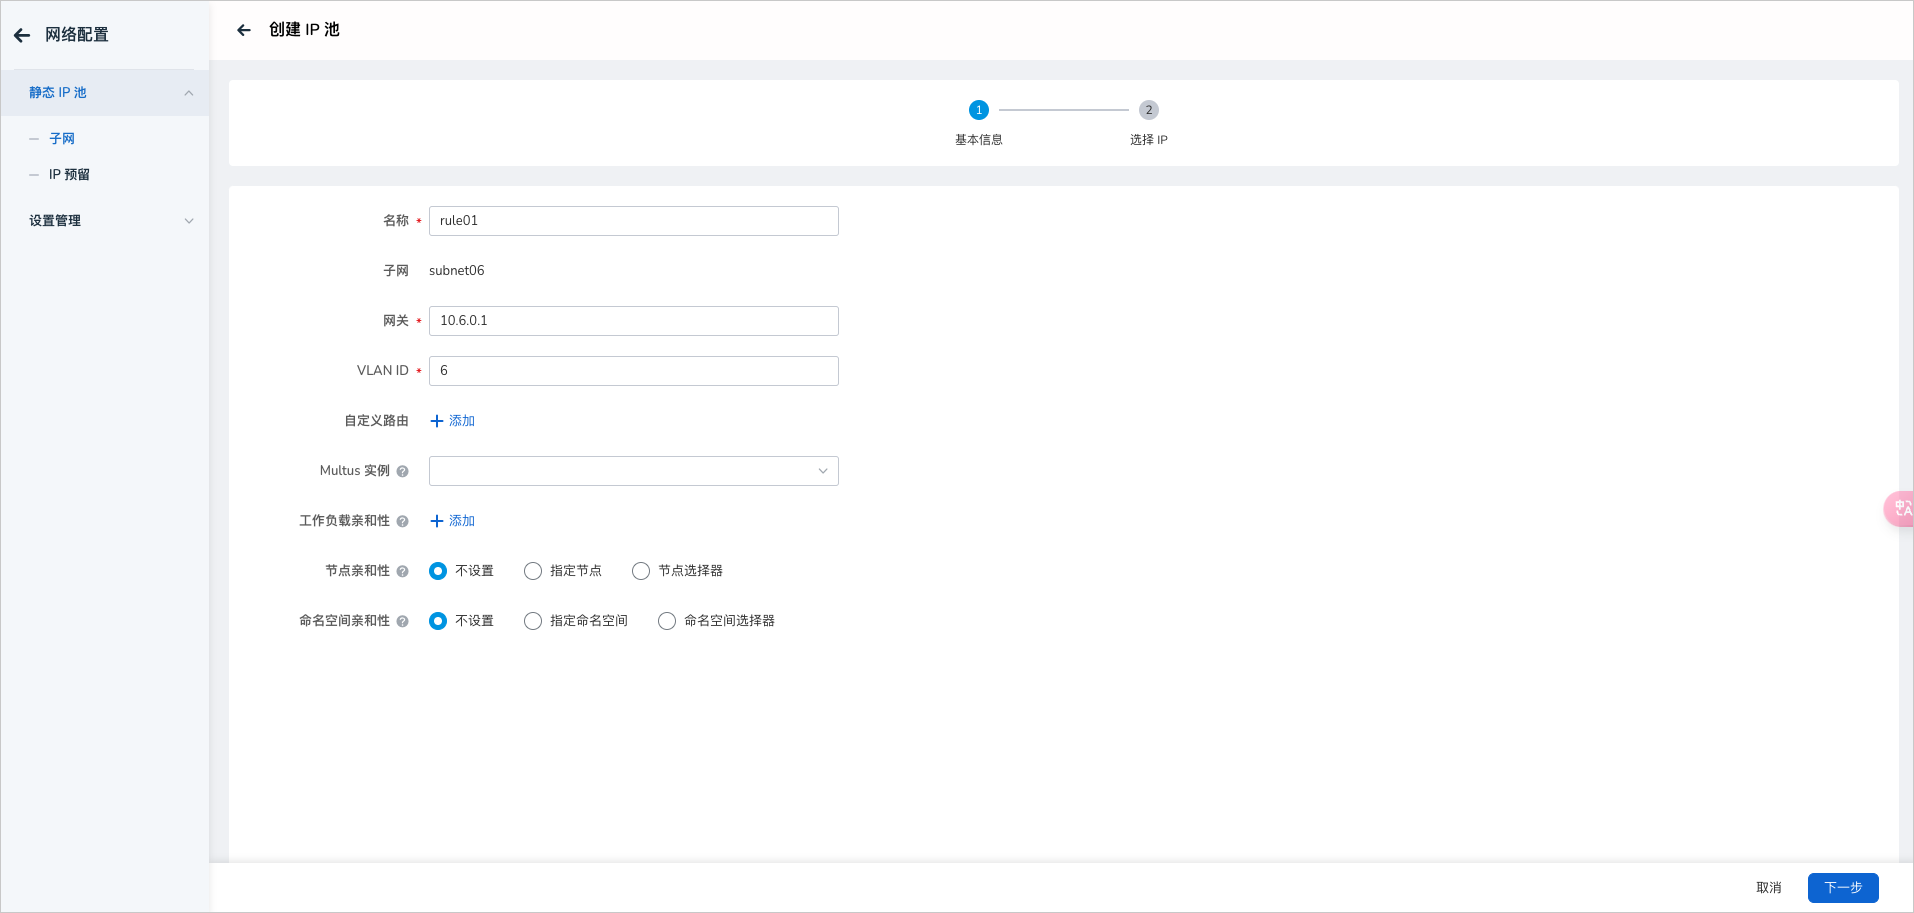 网络配置
静态 IP 池
子网
IP 预留
设置管理
创建 IP 池
1
2
基本信息
选择 IP
名称 * rule01
子网 subnet06
网关 * 10.6.0.1
VLAN ID * 6
自定义路由 + 添加
Multus 实例 ?
工作负载亲和性 ? + 添加
节点亲和性 ? 不设置 指定节点 节点选择器
命名空间亲和性 ? 不设置 指定命名空间 命名空间选择器
中 A
取消 下一步